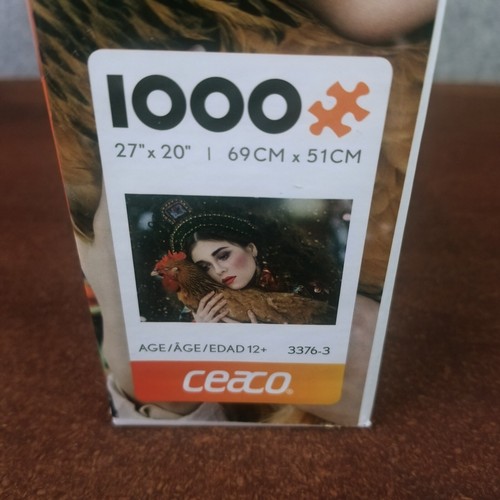 1000
27" x 20" | 69CM x 51CM
AGE/ÂGE/EDAD 12+ 3376-3
ceaco®